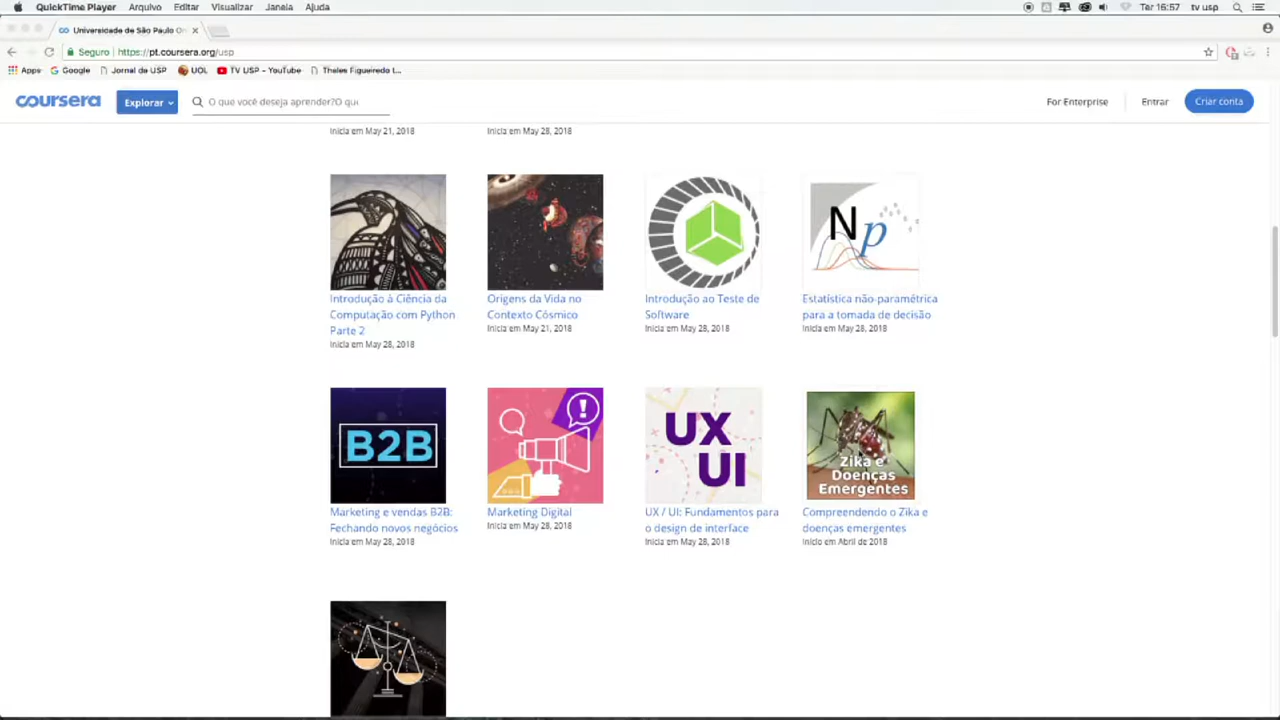 QuickTime Player Arquivo Editar Visualizar Janela Ajuda Ter 16:57 tv usp
Universidade de São Paulo On
Seguro https://pt.coursera.org/usp
Apps Google Jornal da USP UOL TV USP - YouTube Thales Figueiredo t...
coursera Explorar O que você deseja aprender?O que For Enterprise Entrar Criar conta
Inicia em May 21, 2018 Inicia em May 28, 2018
N p
Introdução à Ciência da Computação com Python Parte 2
Inicia em May 28, 2018
Origens da Vida no Contexto Cósmico
Inicia em May 21, 2018
Introdução ao Teste de Software
Inicia em May 28, 2018
Estatística não-paramétrica para a tomada de decisão
Inicia em May 28, 2018
B2B
UX
UI
Zika e
Doenças
Emergentes
Marketing e vendas B2B: Fechando novos negócios
Inicia em May 28, 2018
Marketing Digital
Inicia em May 28, 2018
UX / UI: Fundamentos para o design de interface
Inicia em May 28, 2018
Compreendendo o Zika e doenças emergentes
Início em Abril de 2018